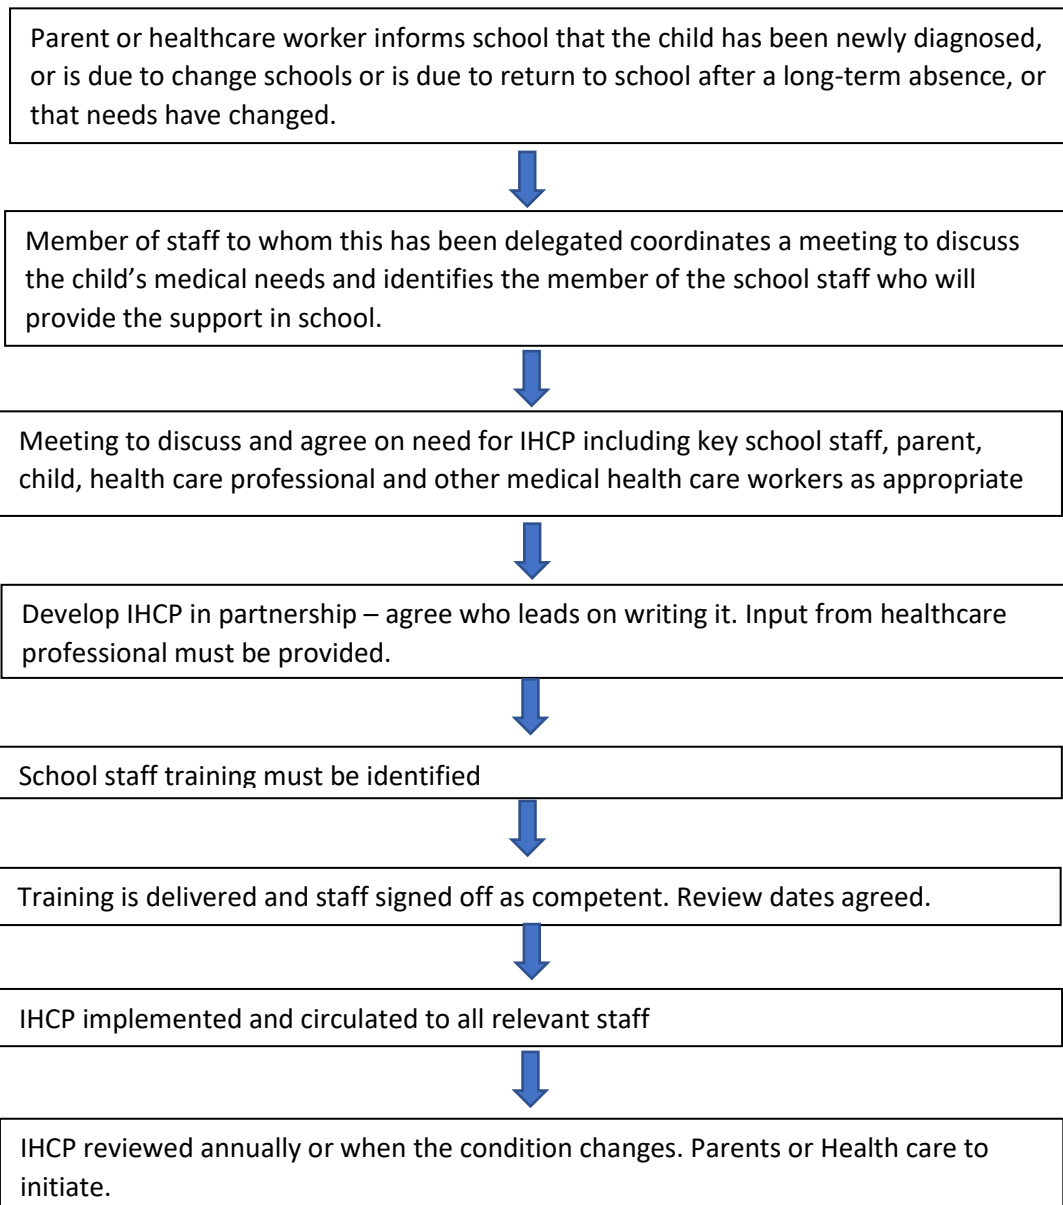 Parent or healthcare worker informs school that the child has been newly diagnosed,
or is due to change schools or is due to return to school after a long-term absence, or
that needs have changed.
Member of staff to whom this has been delegated coordinates a meeting to discuss
the child’s medical needs and identifies the member of the school staff who will
provide the support in school.
Meeting to discuss and agree on need for IHCP including key school staff, parent,
child, health care professional and other medical health care workers as appropriate
Develop IHCP in partnership – agree who leads on writing it. Input from healthcare
professional must be provided.
School staff training must be identified
Training is delivered and staff signed off as competent. Review dates agreed.
IHCP implemented and circulated to all relevant staff
IHCP reviewed annually or when the condition changes. Parents or Health care to
initiate.